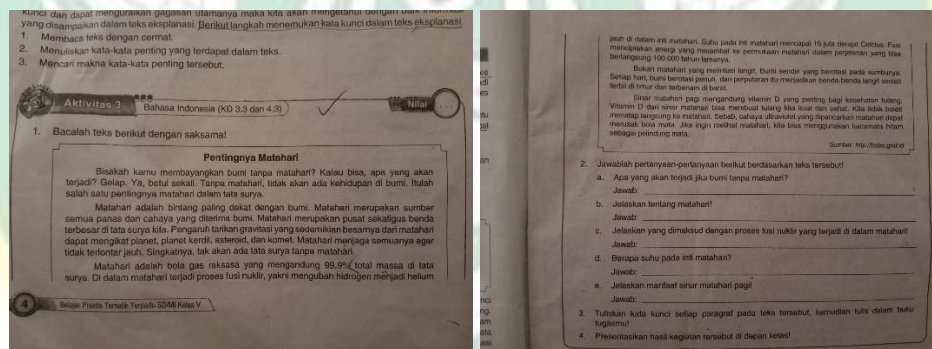 kunci dan dapat menguraikan gagasan utamanya maka kita akan mengetahui dengan baik
yang disampaikan dalam teks eksplanasi. Berikut langkah menemukan kata kunci dalam teks eksplanasi.
1. Membaca teks dengan cermat.
2. Menuliskan kata-kata penting yang terdapat dalam teks.
3. Mencari makna kata-kata penting tersebut.
Aktivitas 3
Bahasa Indonesia (KD 3.3 dan 4.3)
Nilai
1. Bacalah teks berikut dengan saksama!
Pentingnya Matahari
Bisakah kamu membayangkan bumi tanpa matahari? Kalau bisa, apa yang akan
terjadi? Gelap. Ya, betul sekali. Tanpa matahari, tidak akan ada kehidupan di bumi. Itulah
salah satu pentingnya matahari dalam tata surya.
Matahari adalah bintang paling dekat dengan bumi. Matahari merupakan sumber
semua panas dan cahaya yang diterima bumi. Matahari merupakan pusat sekaligus benda
terbesar di tata surya kita. Pengaruh tarikan gravitasi yang sedemikian besarnya dari matahari
dapat mengikat planet, planet kerdil, asteroid, dan komet. Matahari menjaga semuanya agar
tidak terlontar jauh. Singkatnya, tak akan ada tata surya tanpa matahari.
Matahari adalah bola gas raksasa yang mengandung 99,9% total massa di tata
surya. Di dalam matahari terjadi proses fusi nuklir, yakni mengubah hidrogen menjadi helium
4
Belajar Praktis Tematik Terpadu SD/MI Kelas V
jauh di dalam inti matahari. Suhu pada inti matahari mencapai 15 juta derajat Celcius. Fusi
menciptakan energi yang merambat ke permukaan matahari dalam perjalanan yang bisa
berlangsung 100.000 tahun lamanya.
Bukan matahari yang melintasi langit. Bumi sendiri yang berotasi pada sumbunya.
Setiap hari, bumi berotasi penuh, dan perputaran itu menjadikan benda-benda langit seolah
terbit di timur dan terbenam di barat.
Sinar matahari pagi mengandung vitamin D yang penting bagi kesehatan tulang.
Vitamin D dari sinar matahari bisa membuat tulang kita kuat dan sehat. Kita tidak boleh
menatap langsung ke matahari. Sebab, cahaya ultraviolet yang dipancarkan matahari dapat
merusak bola mata. Jika ingin melihat matahari, kita bisa menggunakan kacamata hitam
sebagai pelindung mata.
Sumber: http://bobo.grid.id
2. Jawablah pertanyaan-pertanyaan berikut berdasarkan teks tersebut!
a. Apa yang akan terjadi jika bumi tanpa matahari?
Jawab:
b. Jelaskan tentang matahari!
Jawab:
c. Jelaskan yang dimaksud dengan proses fusi nuklir yang terjadi di dalam matahari!
Jawab:
d. Berapa suhu pada inti matahari?
Jawab:
e. Jelaskan manfaat sinar matahari pagi!
Jawab:
3. Tuliskan kata kunci setiap paragraf pada teks tersebut, kemudian tulis dalam buku
tugasmu!
4. Presentasikan hasil kegiatan tersebut di depan kelas!